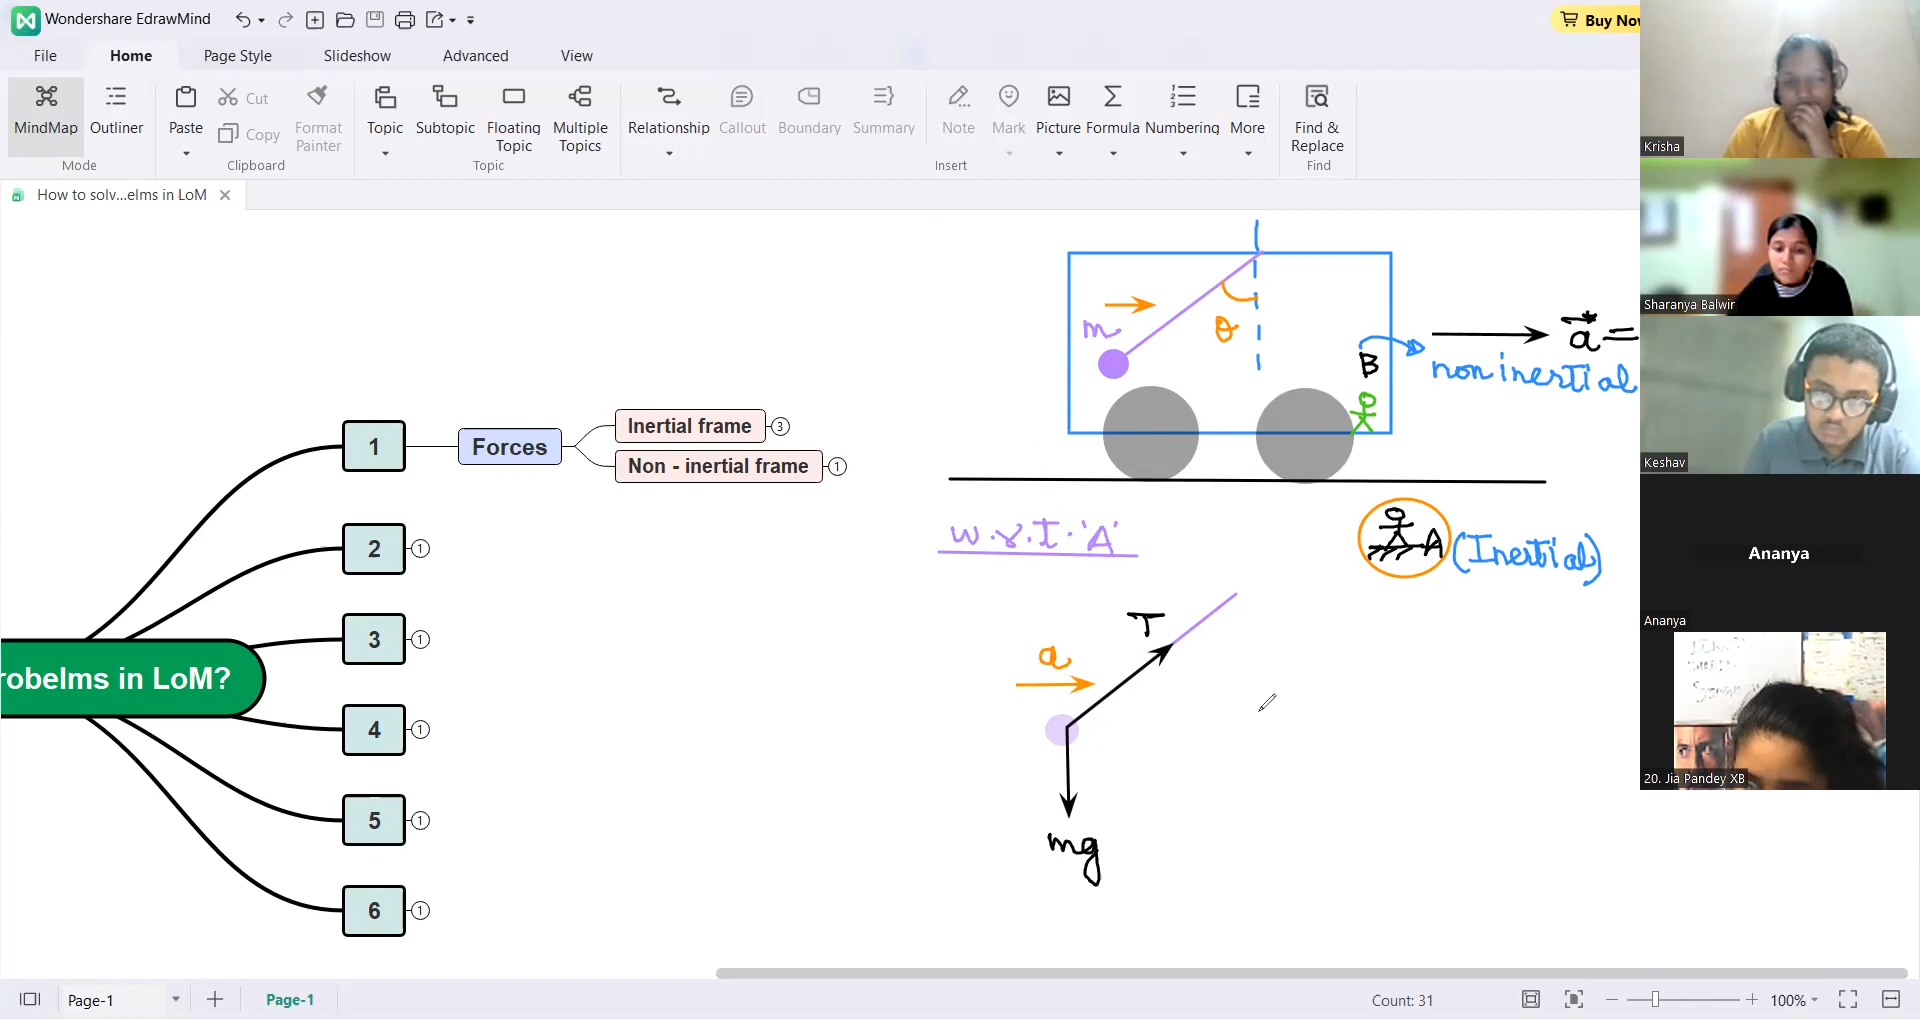 Wondershare EdrawMind
Buy Now
File Home Page Style Slideshow Advanced View
MindMap Outliner Paste Cut Copy Format Painter Topic Subtopic Floating Topic Multiple Topics Relationship Callout Boundary Summary Note Mark Picture Formula Numbering More Find & Replace
Mode Clipboard Topic Insert Find
How to solv...elms in LoM
Krisha
Sharanya Balwir
Keshav
Ananya
Ananya
20. Jia Pandey XB
m
θ
B
a =
non inertial
1 Forces
Inertial frame 3
Non - inertial frame 1
2 1
3 1
robelms in LoM?
4 1
5 1
6 1
w.r.t. 'A'
A (Inertial)
T
a
mg
Page-1 Page-1 Count: 31 100%